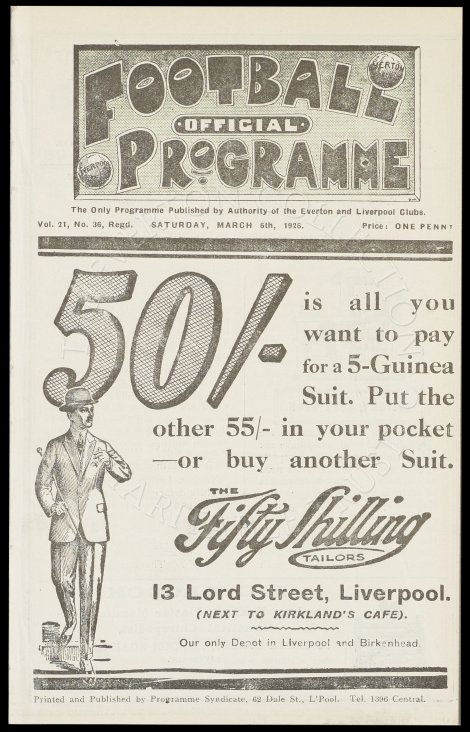 FOOTBALL
EVERTON
OFFICIAL
LIVERPOOL
PROGRAMME
The Only Programme Published by Authority of the Everton and Liverpool Clubs.
Vol. 21, No. 36, Regd. SATURDAY, MARCH 6th, 1926. Price: ONE PENNY
50/-
is all you
want to pay
for a 5-Guinea
Suit. Put the
other 55/- in your pocket
—or buy another Suit.
THE
Fifty Shilling
TAILORS
13 Lord Street, Liverpool.
(NEXT TO KIRKLAND'S CAFE).
Our only Depot in Liverpool and Birkenhead.
Printed and Published by Programme Syndicate, 62 Dale St., L'Pool. Tel. 1396 Central.